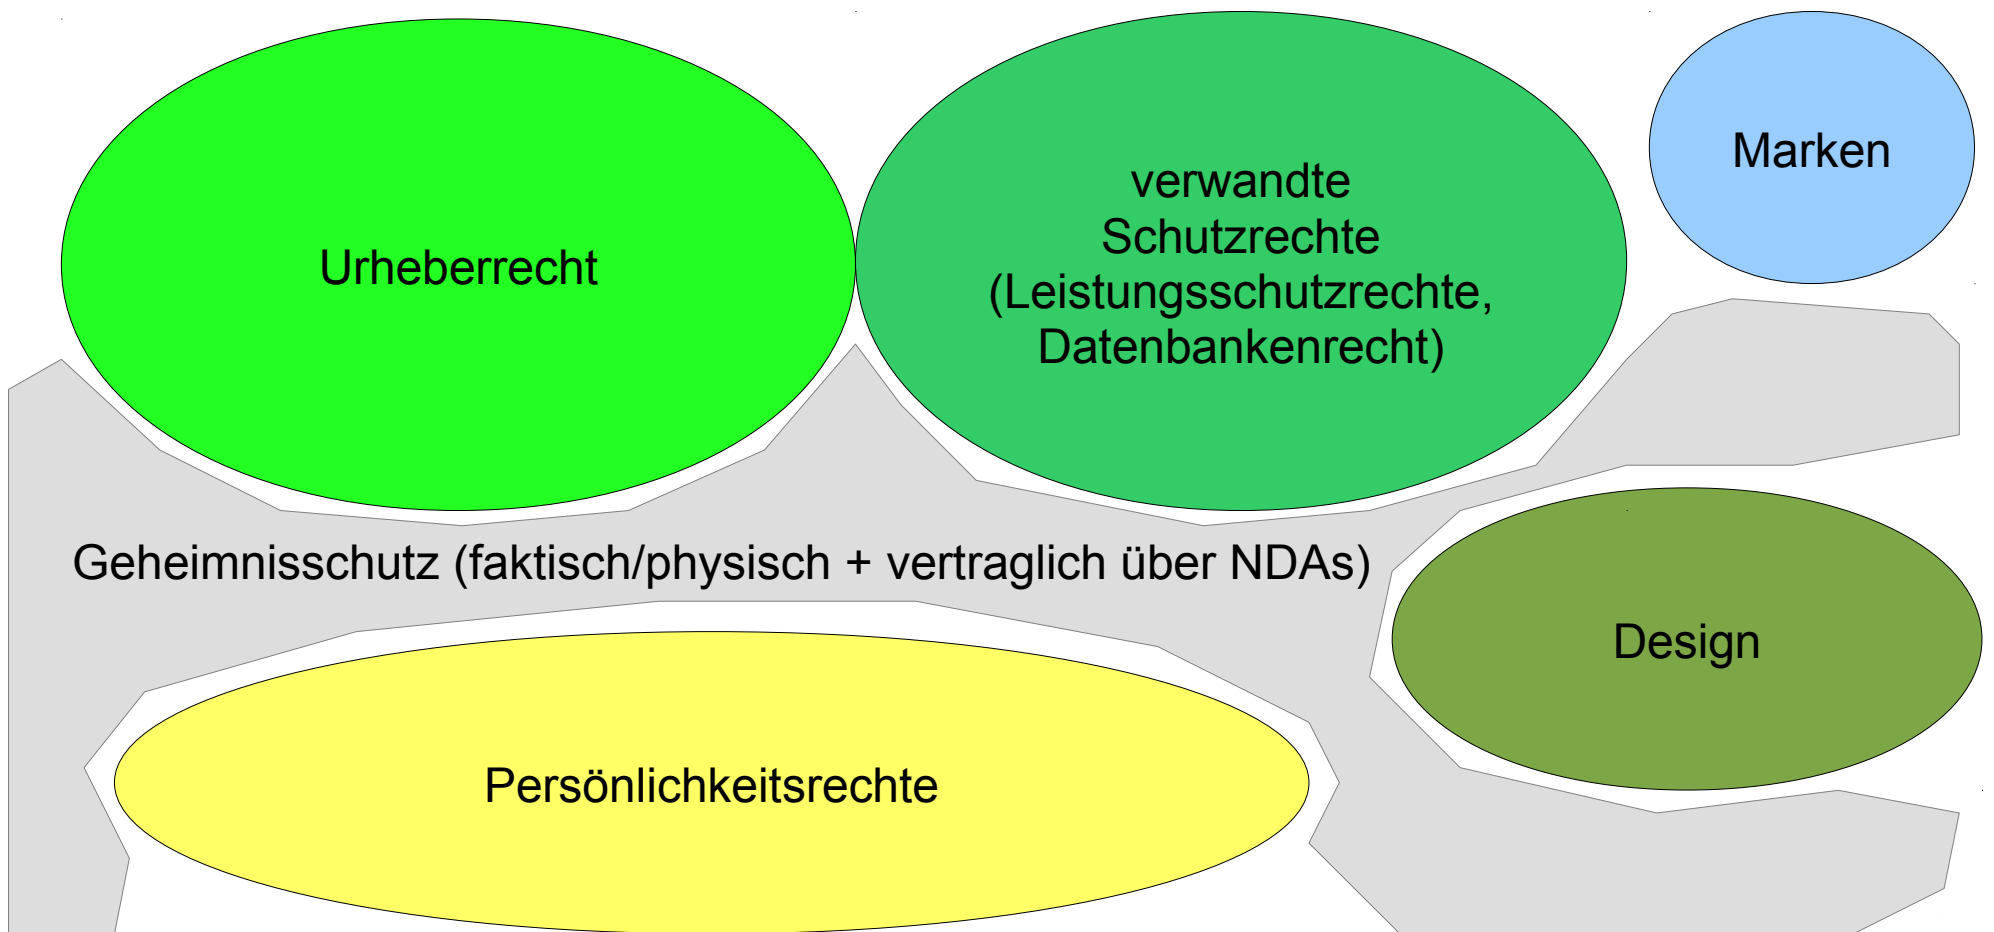 Urheberrecht
verwandte
Schutzrechte
(Leistungsschutzrechte,
Datenbankenrecht)
Marken
Geheimnisschutz (faktisch/physisch + vertraglich über NDAs)
Design
Persönlichkeitsrechte